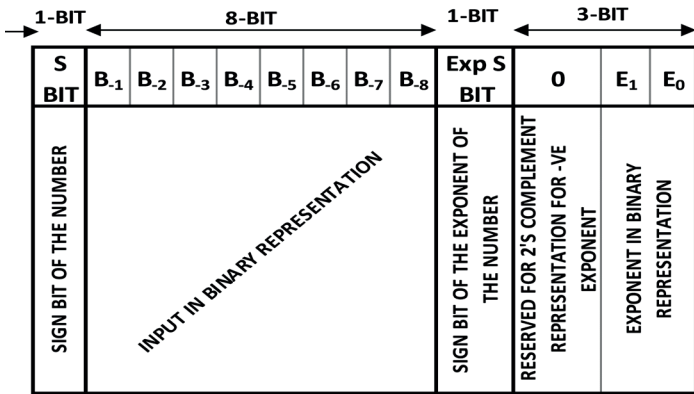 1-BIT 8-BIT 1-BIT 3-BIT
S BIT B-1 B-2 B-3 B-4 B-5 B-6 B-7 B-8 Exp S BIT 0 E1 E0
SIGN BIT OF THE NUMBER
INPUT IN BINARY REPRESENTATION
SIGN BIT OF THE EXPONENT OF
THE NUMBER
RESERVED FOR 2'S COMPLEMENT
REPRESENTATION FOR -VE
EXPONENT
EXPONENT IN BINARY
REPRESENTATION